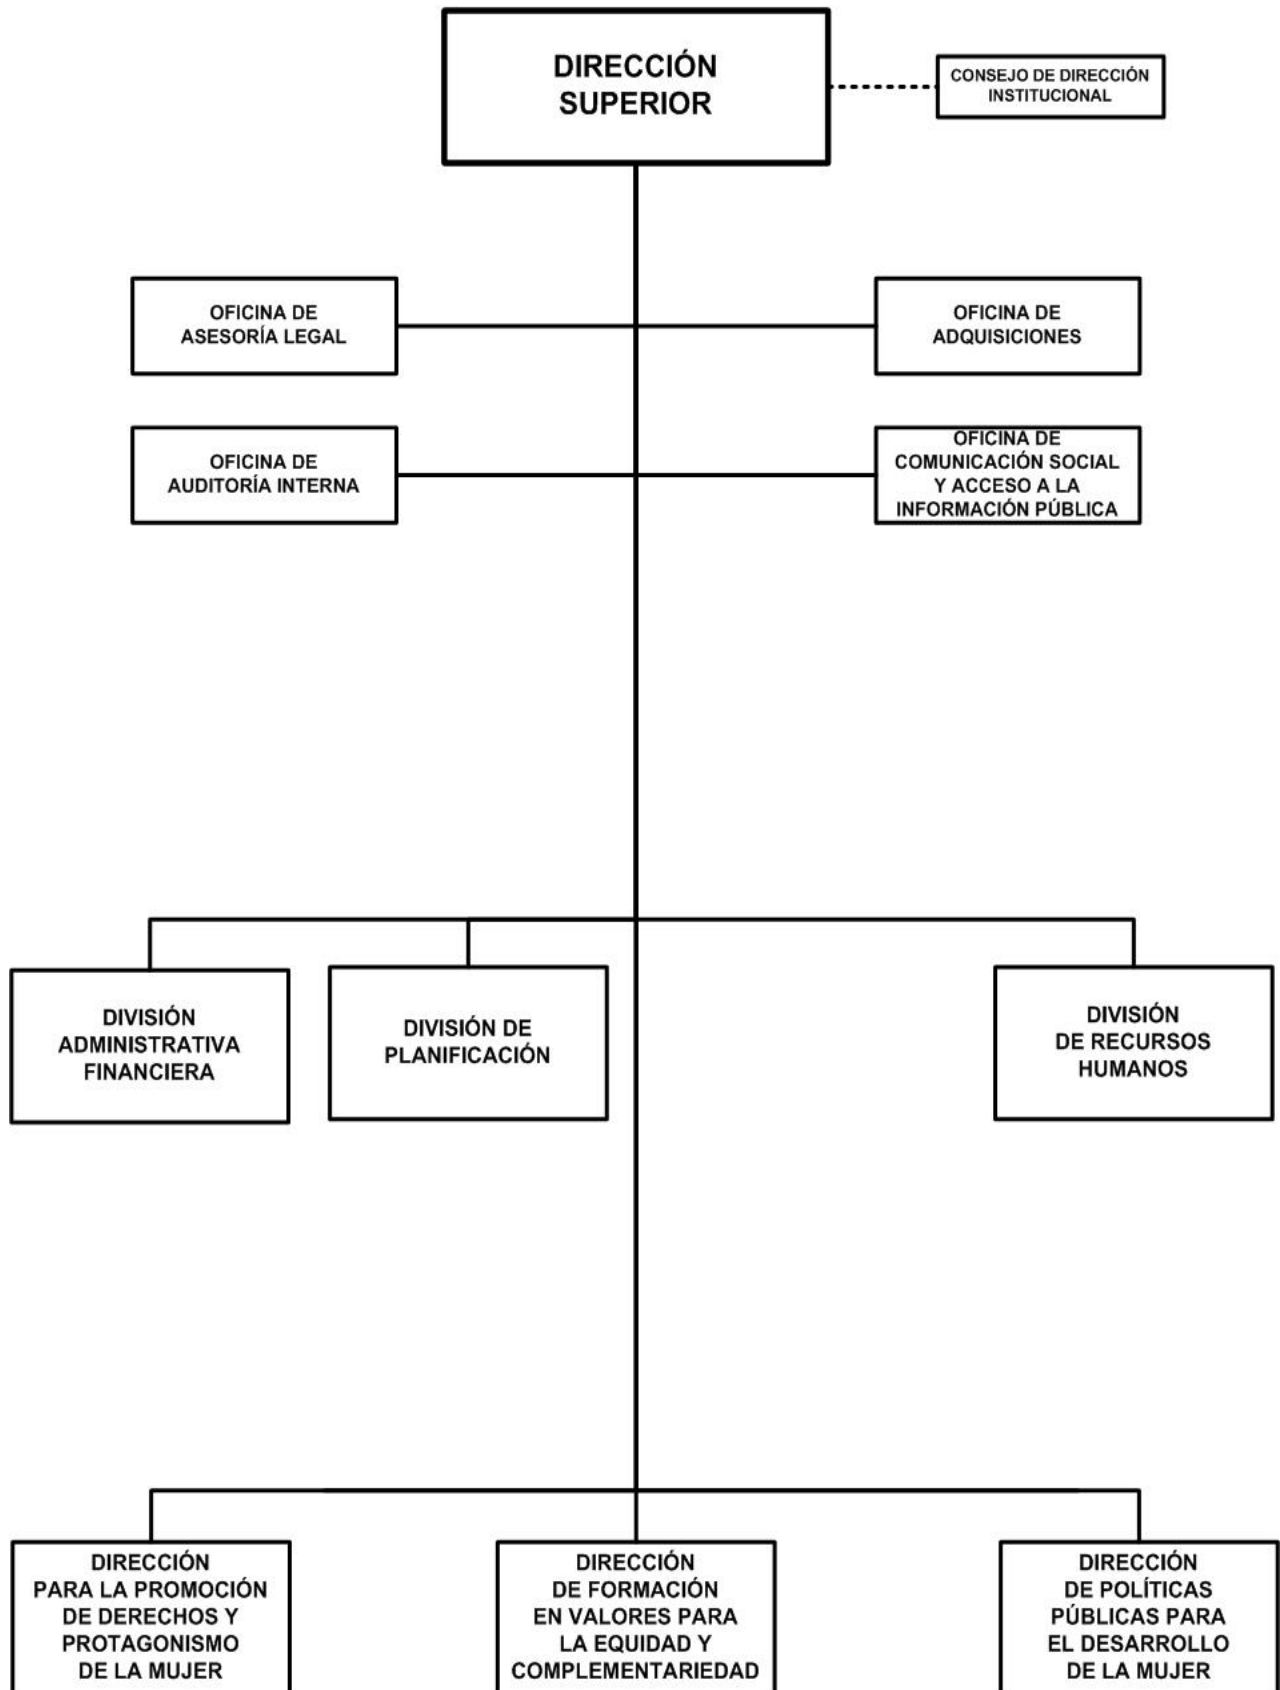 DIRECCIÓN
SUPERIOR
CONSEJO DE DIRECCIÓN
INSTITUCIONAL
OFICINA DE
ASESORÍA LEGAL
OFICINA DE
ADQUISICIONES
OFICINA DE
AUDITORÍA INTERNA
OFICINA DE
COMUNICACIÓN SOCIAL
Y ACCESO A LA
INFORMACIÓN PÚBLICA
DIVISIÓN
ADMINISTRATIVA
FINANCIERA
DIVISIÓN DE
PLANIFICACIÓN
DIVISIÓN
DE RECURSOS
HUMANOS
DIRECCIÓN
PARA LA PROMOCIÓN
DE DERECHOS Y
PROTAGONISMO
DE LA MUJER
DIRECCIÓN
DE FORMACIÓN
EN VALORES PARA
LA EQUIDAD Y
COMPLEMENTARIEDAD
DIRECCIÓN
DE POLÍTICAS
PÚBLICAS PARA
EL DESARROLLO
DE LA MUJER